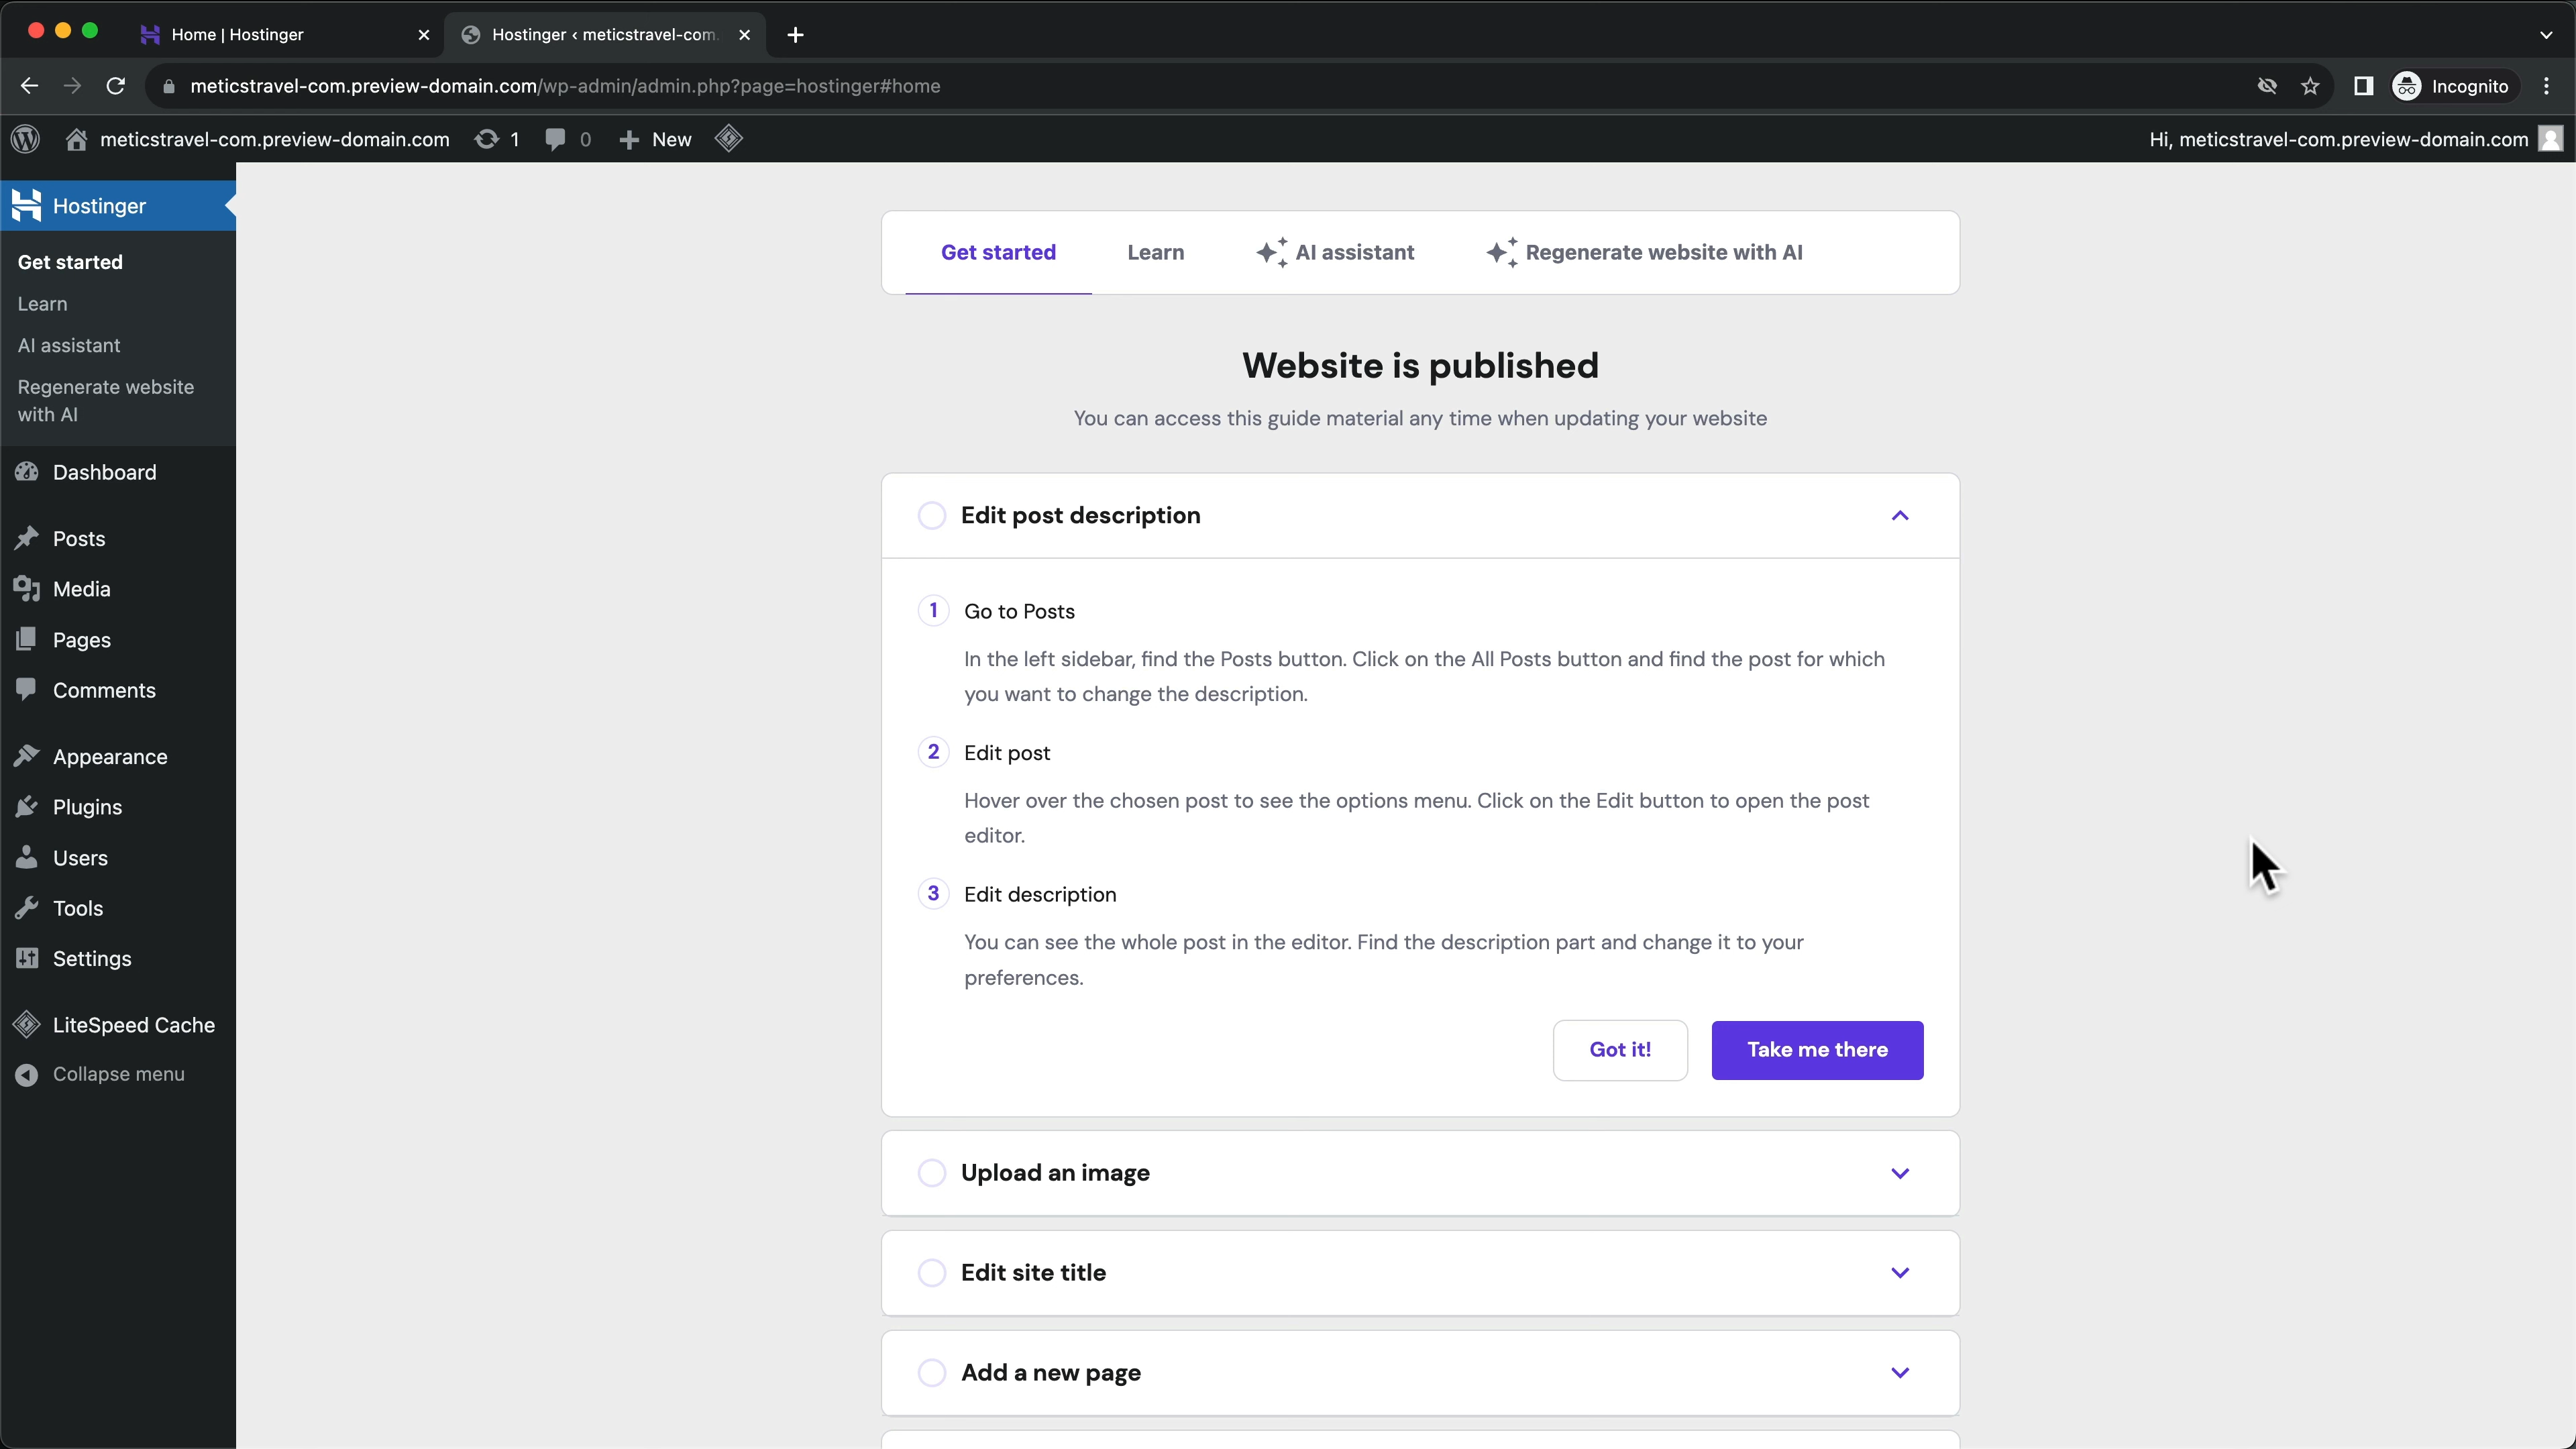 Home | Hostinger
Hostinger ‹ meticstravel-com.
meticstravel-com.preview-domain.com/wp-admin/admin.php?page=hostinger#home
Incognito
meticstravel-com.preview-domain.com
1
0
New
Hi, meticstravel-com.preview-domain.com
Hostinger
Get started
Learn
AI assistant
Regenerate website
with AI
Dashboard
Posts
Media
Pages
Comments
Appearance
Plugins
Users
Tools
Settings
LiteSpeed Cache
Collapse menu
Get started
Learn
AI assistant
Regenerate website with AI
Website is published
You can access this guide material any time when updating your website
Edit post description
1 Go to Posts
In the left sidebar, find the Posts button. Click on the All Posts button and find the post for which
you want to change the description.
2 Edit post
Hover over the chosen post to see the options menu. Click on the Edit button to open the post
editor.
3 Edit description
You can see the whole post in the editor. Find the description part and change it to your
preferences.
Got it!
Take me there
Upload an image
Edit site title
Add a new page